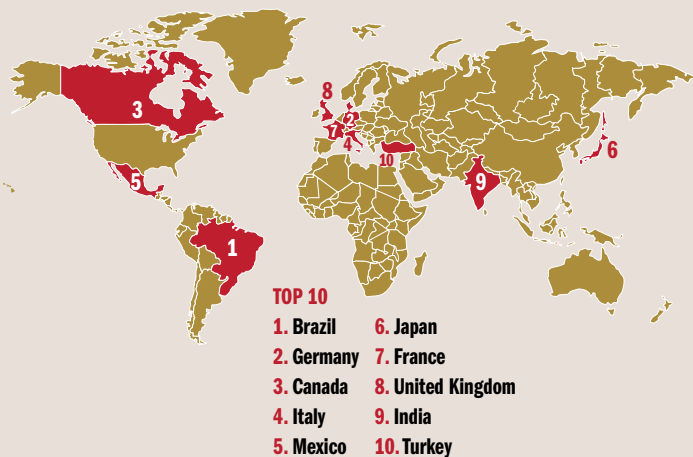 8
3
2
7
4
6
10
5
9
1
TOP 10
1. Brazil
2. Germany
3. Canada
4. Italy
5. Mexico
6. Japan
7. France
8. United Kingdom
9. India
10. Turkey